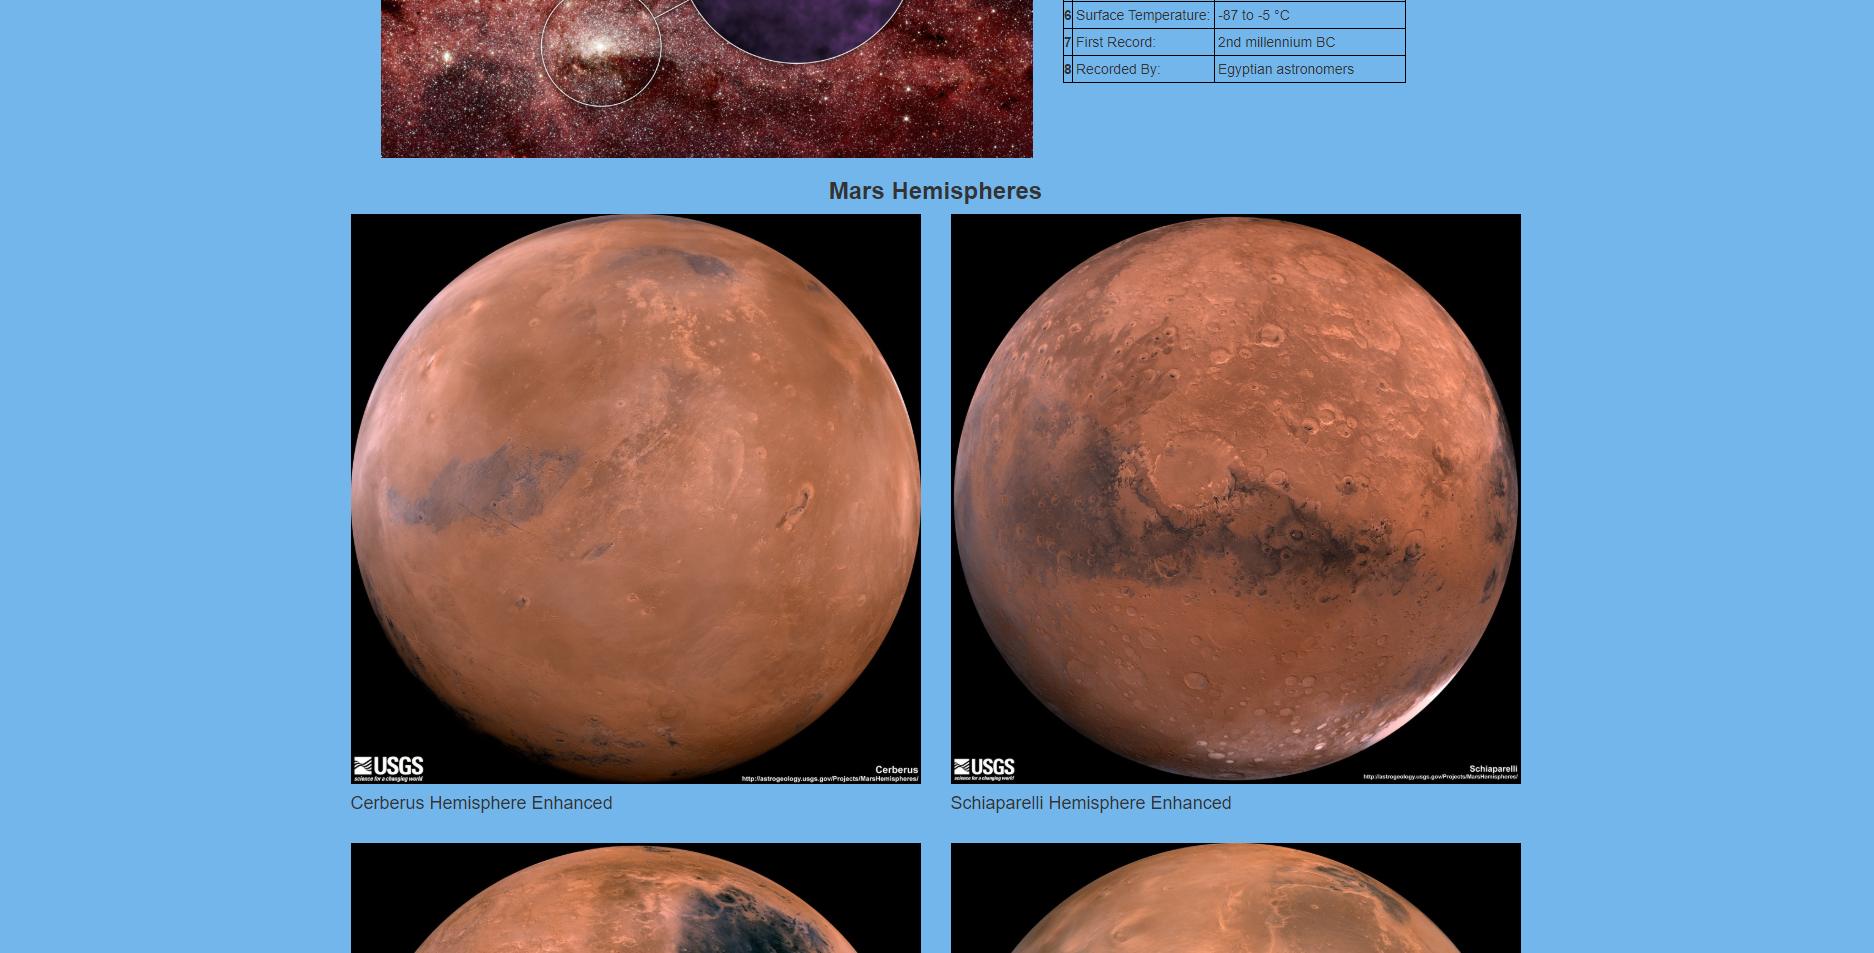 6 Surface Temperature: -87 to -5 °C
7 First Record: 2nd millennium BC
8 Recorded By: Egyptian astronomers
Mars Hemispheres
USGS
science for a changing world
Cerberus
http://astrogeology.usgs.gov/Projects/MarsHemispheres/
USGS
science for a changing world
Schiaparelli
http://astrogeology.usgs.gov/Projects/MarsHemispheres/
Cerberus Hemisphere Enhanced
Schiaparelli Hemisphere Enhanced